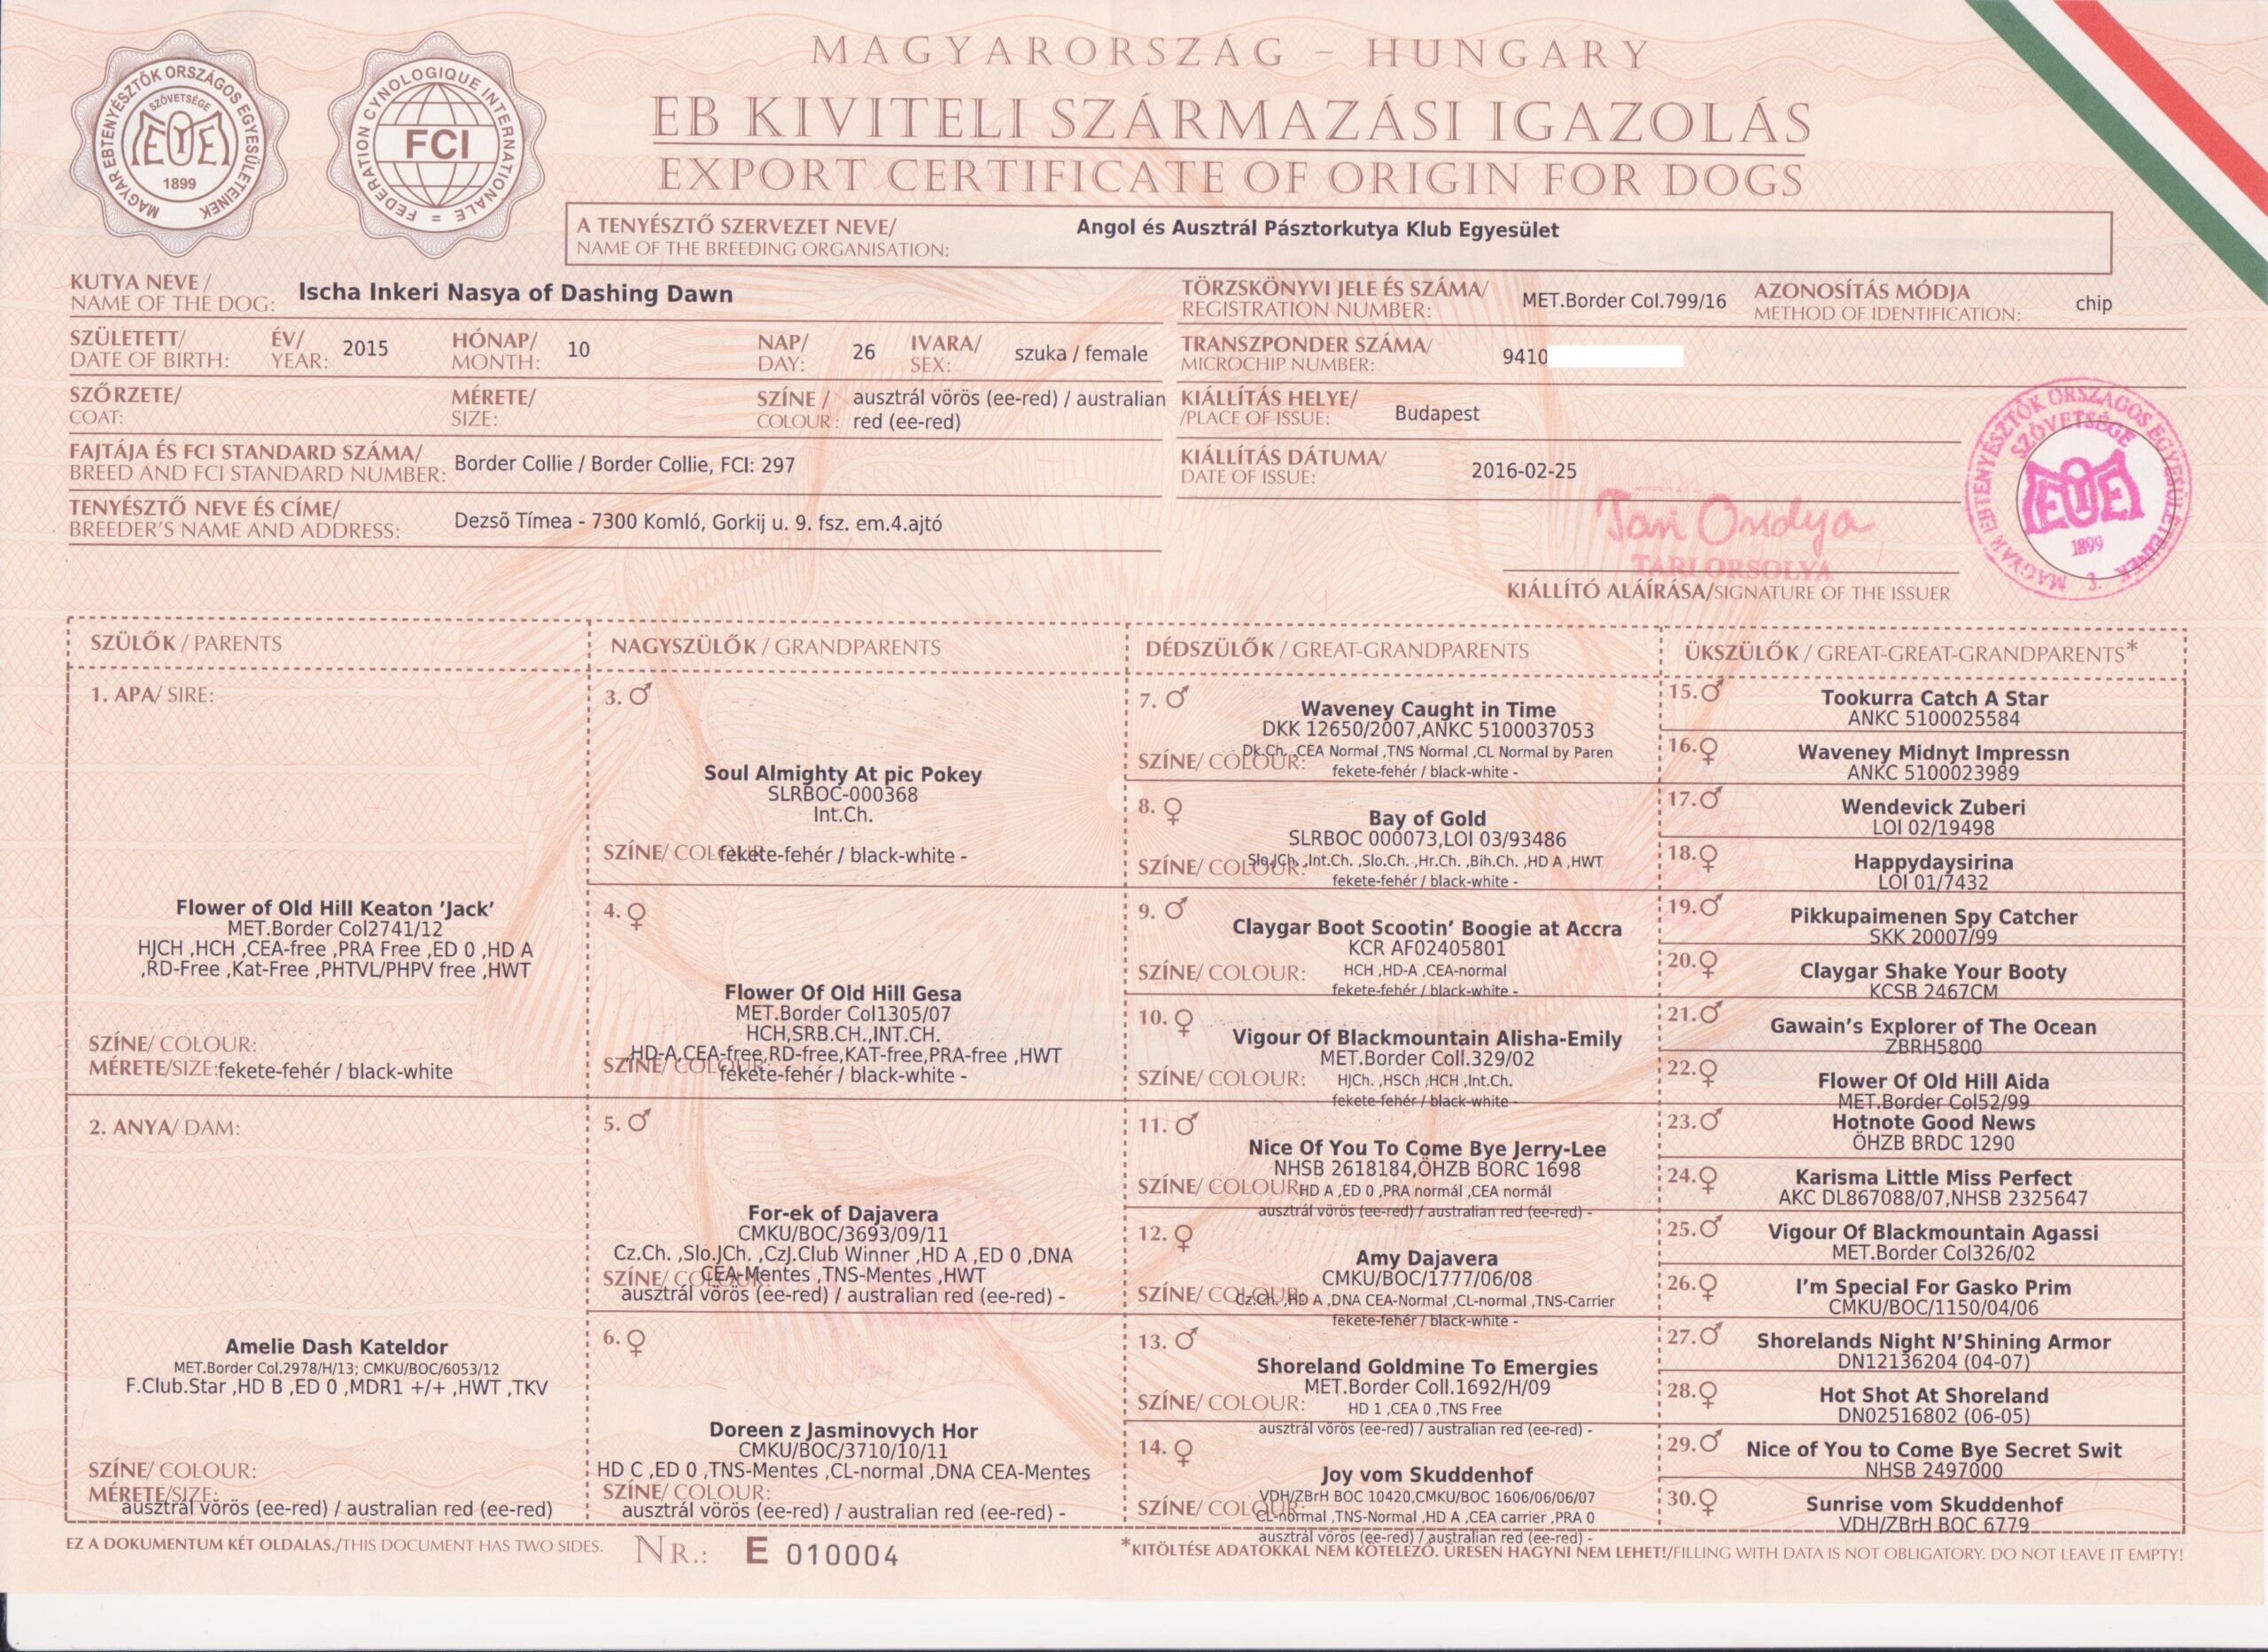 MAGYARORSZÁG - HUNGARY
EB KIVITELI SZÁRMAZÁSI IGAZOLÁS
EXPORT CERTIFICATE OF ORIGIN FOR DOGS
MAGYAR EBTENYÉSZTŐK ORSZÁGOS EGYESÜLETEINEK
SZÖVETSÉGE
MEOE
1899
FEDERATION CYNOLOGIQUE INTERNATIONALE =
FCI
A TENYÉSZTŐ SZERVEZET NEVE/
NAME OF THE BREEDING ORGANISATION:
Angol és Ausztrál Pásztorkutya Klub Egyesület
KUTYA NEVE /
NAME OF THE DOG: Ischa Inkeri Nasya of Dashing Dawn
TÖRZSKÖNYVI JELE ÉS SZÁMA/
REGISTRATION NUMBER: MET.Border Col.799/16
AZONOSÍTÁS MÓDJA
METHOD OF IDENTIFICATION: chip
SZÜLETETT/
DATE OF BIRTH:
ÉV/
YEAR: 2015
HÓNAP/
MONTH: 10
NAP/
DAY: 26
IVARA/
SEX: szuka / female
TRANSZPONDER SZÁMA/
MICROCHIP NUMBER: 9410
SZŐRZETE/
COAT:
MÉRETE/
SIZE:
SZÍNE /
COLOUR:
ausztrál vörös (ee-red) / australian
red (ee-red)
KIÁLLÍTÁS HELYE/
/PLACE OF ISSUE: Budapest
FAJTÁJA ÉS FCI STANDARD SZÁMA/
BREED AND FCI STANDARD NUMBER: Border Collie / Border Collie, FCI: 297
KIÁLLÍTÁS DÁTUMA/
DATE OF ISSUE: 2016-02-25
TENYÉSZTŐ NEVE ÉS CÍME/
BREEDER'S NAME AND ADDRESS: Dezsõ Tímea - 7300 Komló, Gorkij u. 9. fsz. em.4.ajtó
Tari Orsolya
TARI ORSOLYA
KIÁLLÍTÓ ALÁÍRÁSA/SIGNATURE OF THE ISSUER
MAGYAR EBTENYÉSZTŐK ORSZÁGOS EGYESÜLETEINEK
SZÖVETSÉGE
MEOE
1899
3.
SZÜLŐK / PARENTS
1. APA/ SIRE:
Flower of Old Hill Keaton 'Jack'
MET.Border Col2741/12
HJCH ,HCH ,CEA-free ,PRA Free ,ED 0 ,HD A
,RD-Free ,Kat-Free ,PHTVL/PHPV free ,HWT
SZÍNE/ COLOUR:
MÉRETE/SIZE: fekete-fehér / black-white
2. ANYA/ DAM:
Amelie Dash Kateldor
MET.Border Col.2978/H/13; CMKU/BOC/6053/12
F.Club.Star ,HD B ,ED 0 ,MDR1 +/+ ,HWT ,TKV
SZÍNE/ COLOUR:
MÉRETE/SIZE:
ausztrál vörös (ee-red) / australian red (ee-red)
NAGYSZÜLŐK / GRANDPARENTS
3. ♂
Soul Almighty At pic Pokey
SLRBOC-000368
Int.Ch.
SZÍNE/ COLOUR: fekete-fehér / black-white -
4. ♀
Flower Of Old Hill Gesa
MET.Border Col1305/07
HCH,SRB.CH.,INT.CH.
,HD-A,CEA-free,RD-free,KAT-free,PRA-free ,HWT
SZÍNE/ COLOUR: fekete-fehér / black-white -
5. ♂
For-ek of Dajavera
CMKU/BOC/3693/09/11
Cz.Ch. ,Slo.JCh. ,CzJ.Club Winner ,HD A ,ED 0 ,DNA
CEA-Mentes ,TNS-Mentes ,HWT
SZÍNE/ COLOUR:
ausztrál vörös (ee-red) / australian red (ee-red) -
6. ♀
Doreen z Jasminovych Hor
CMKU/BOC/3710/10/11
HD C ,ED 0 ,TNS-Mentes ,CL-normal ,DNA CEA-Mentes
SZÍNE/ COLOUR:
ausztrál vörös (ee-red) / australian red (ee-red) -
DÉDSZÜLŐK / GREAT-GRANDPARENTS
7. ♂
Waveney Caught in Time
DKK 12650/2007,ANKC 5100037053
Dk.Ch. ,CEA Normal ,TNS Normal ,CL Normal by Paren
SZÍNE/ COLOUR:
fekete-fehér / black-white -
8. ♀
Bay of Gold
SLRBOC 000073,LOI 03/93486
Slo.JCh. ,Int.Ch. ,Slo.Ch. ,Hr.Ch. ,Bih.Ch. ,HD A ,HWT
SZÍNE/ COLOUR:
fekete-fehér / black-white -
9. ♂
Claygar Boot Scootin' Boogie at Accra
KCR AF02405801
SZÍNE/ COLOUR: HCH ,HD-A ,CEA-normal
fekete-fehér / black-white -
10. ♀
Vigour Of Blackmountain Alisha-Emily
MET.Border Coll.329/02
SZÍNE/ COLOUR: HJCh. ,HSCh ,HCH ,Int.Ch.
fekete-fehér / black-white -
11. ♂
Nice Of You To Come Bye Jerry-Lee
NHSB 2618184,ÖHZB BORC 1698
SZÍNE/ COLOUR: HD A ,ED 0 ,PRA normál ,CEA normál
ausztrál vörös (ee-red) / australian red (ee-red) -
12. ♀
Amy Dajavera
CMKU/BOC/1777/06/08
SZÍNE/ COLOUR: Cz.Ch. ,HD A ,DNA CEA-Normal ,CL-normal ,TNS-Carrier
fekete-fehér / black-white -
13. ♂
Shoreland Goldmine To Emergies
MET.Border Coll.1692/H/09
SZÍNE/ COLOUR: HD 1 ,CEA 0 ,TNS Free
ausztrál vörös (ee-red) / australian red (ee-red) -
14. ♀
Joy vom Skuddenhof
VDH/ZBrH BOC 10420,CMKU/BOC 1606/06/06/07
SZÍNE/ COLOUR: CL-normal ,TNS-Normal ,HD A ,CEA carrier ,PRA 0
ausztrál vörös (ee-red) / australian red (ee-red) -
ÜKSZÜLŐK / GREAT-GREAT-GRANDPARENTS*
15. ♂ Tookurra Catch A Star
ANKC 5100025584
16. ♀ Waveney Midnyt Impressn
ANKC 5100023989
17. ♂ Wendevick Zuberi
LOI 02/19498
18. ♀ Happydaysirina
LOI 01/7432
19. ♂ Pikkupaimenen Spy Catcher
SKK 20007/99
20. ♀ Claygar Shake Your Booty
KCSB 2467CM
21. ♂ Gawain's Explorer of The Ocean
ZBRH5800
22. ♀ Flower Of Old Hill Aida
MET.Border Col52/99
23. ♂ Hotnote Good News
ÖHZB BRDC 1290
24. ♀ Karisma Little Miss Perfect
AKC DL867088/07,NHSB 2325647
25. ♂ Vigour Of Blackmountain Agassi
MET.Border Col326/02
26. ♀ I'm Special For Gasko Prim
CMKU/BOC/1150/04/06
27. ♂ Shorelands Night N'Shining Armor
DN12136204 (04-07)
28. ♀ Hot Shot At Shoreland
DN02516802 (06-05)
29. ♂ Nice of You to Come Bye Secret Swit
NHSB 2497000
30. ♀ Sunrise vom Skuddenhof
VDH/ZBrH BOC 6779
EZ A DOKUMENTUM KÉT OLDALAS./THIS DOCUMENT HAS TWO SIDES.
NR.: E 010004
*KITÖLTÉSE ADATOKKAL NEM KÖTELEZŐ. ÜRESEN HAGYNI NEM LEHET!/FILLING WITH DATA IS NOT OBLIGATORY. DO NOT LEAVE IT EMPTY!